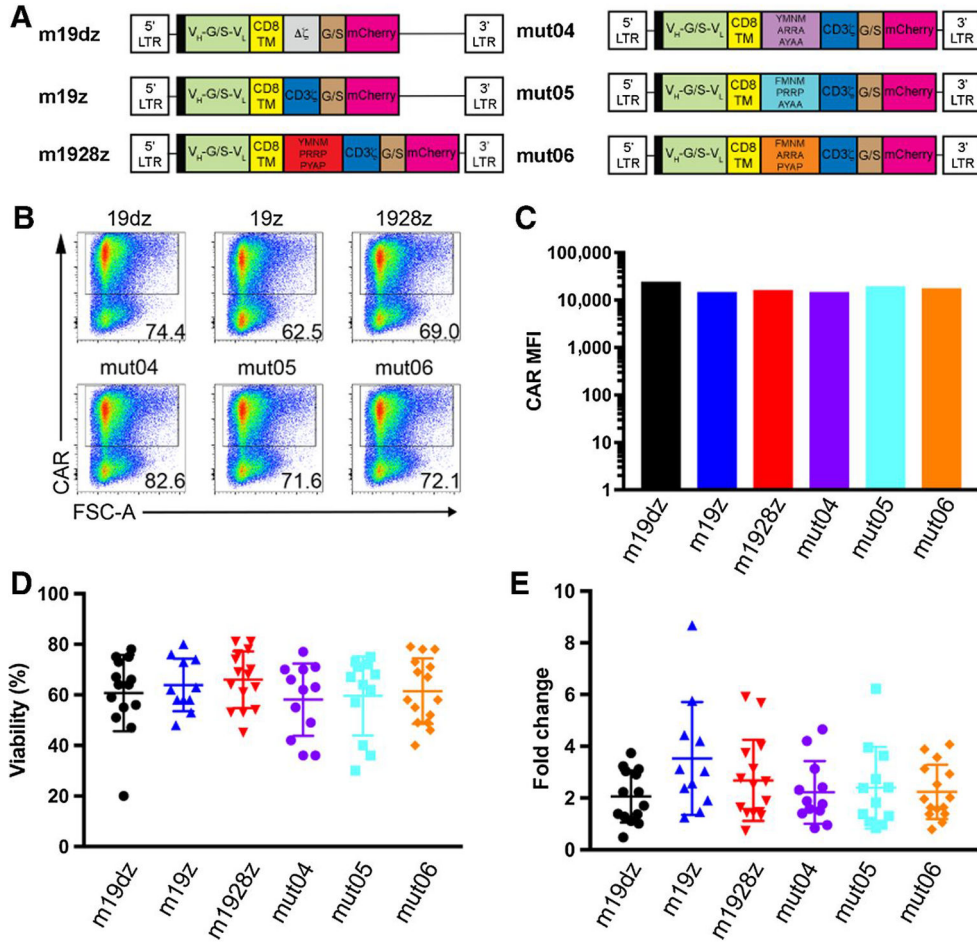 A
m19dz
5'
LTR
VH-G/S-VL
CD8
TM
Δζ
G/S
mCherry
3'
LTR
m19z
5'
LTR
VH-G/S-VL
CD8
TM
CD3ζ
G/S
mCherry
3'
LTR
m1928z
5'
LTR
VH-G/S-VL
CD8
TM
YMNM
PRRP
PYAP
CD3ζ
G/S
mCherry
3'
LTR
mut04
5'
LTR
VH-G/S-VL
CD8
TM
YMNM
ARRA
AYAA
CD3ζ
G/S
mCherry
3'
LTR
mut05
5'
LTR
VH-G/S-VL
CD8
TM
FMNM
PRRP
AYAA
CD3ζ
G/S
mCherry
3'
LTR
mut06
5'
LTR
VH-G/S-VL
CD8
TM
FMNM
ARRA
PYAP
CD3ζ
G/S
mCherry
3'
LTR
B
19dz 19z 1928z
74.4 62.5 69.0
mut04 mut05 mut06
82.6 71.6 72.1
CAR
FSC-A
C
CAR MFI
100,000
10,000
1,000
100
10
1
m19dz m19z m1928z mut04 mut05 mut06
D
Viability (%)
100
80
60
40
20
0
m19dz m19z m1928z mut04 mut05 mut06
E
Fold change
10
8
6
4
2
0
m19dz m19z m1928z mut04 mut05 mut06